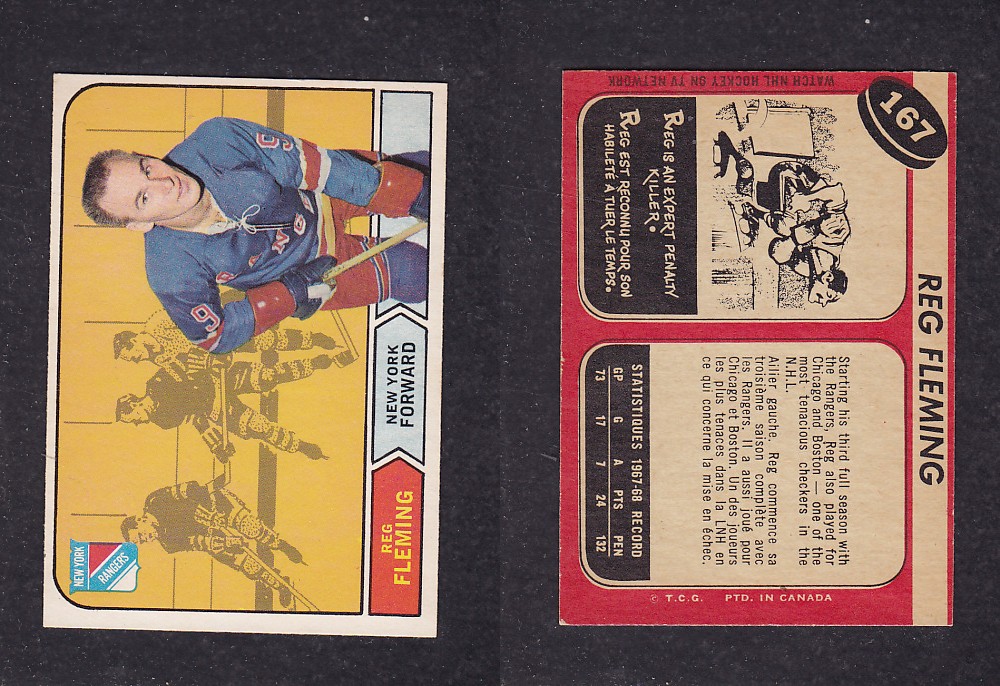 NEW YORK
RANGERS
9
RANGE
9
NEW YORK
FORWARD
REG
FLEMING
167
REG FLEMING
WATCH NHL HOCKEY ON TV NETWORK
REG IS AN EXPERT PENALTY
KILLER.
REG EST RECONNU POUR SON
HABILETÉ À TUER LE TEMPS.
Starting his third full season with
the Rangers, Reg also played for
Chicago and Boston — one of the
most tenacious checkers in the
N.H.L.
Ailier gauche. Reg commence sa
troisième saison complète avec
les Rangers. Il a aussi joué pour
Chicago et Boston. Un des joueurs
les plus tenaces dans la LNH en
ce qui concerne la mise en échec.
STATISTIQUES 1967-68 RECORD
GP G A PTS PEN
73 17 7 24 132
© T.C.G. PTD. IN CANADA